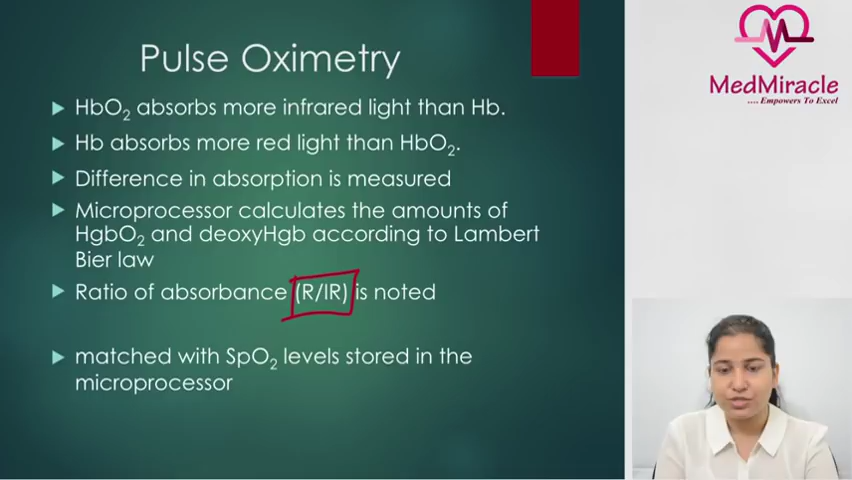 Pulse Oximetry
HbO₂ absorbs more infrared light than Hb.
Hb absorbs more red light than HbO₂.
Difference in absorption is measured
Microprocessor calculates the amounts of
HgbO₂ and deoxyHgb according to Lambert
Bier law
Ratio of absorbance (R/IR) is noted
matched with SpO₂ levels stored in the
microprocessor
MedMiracle
.... Empowers To Excel